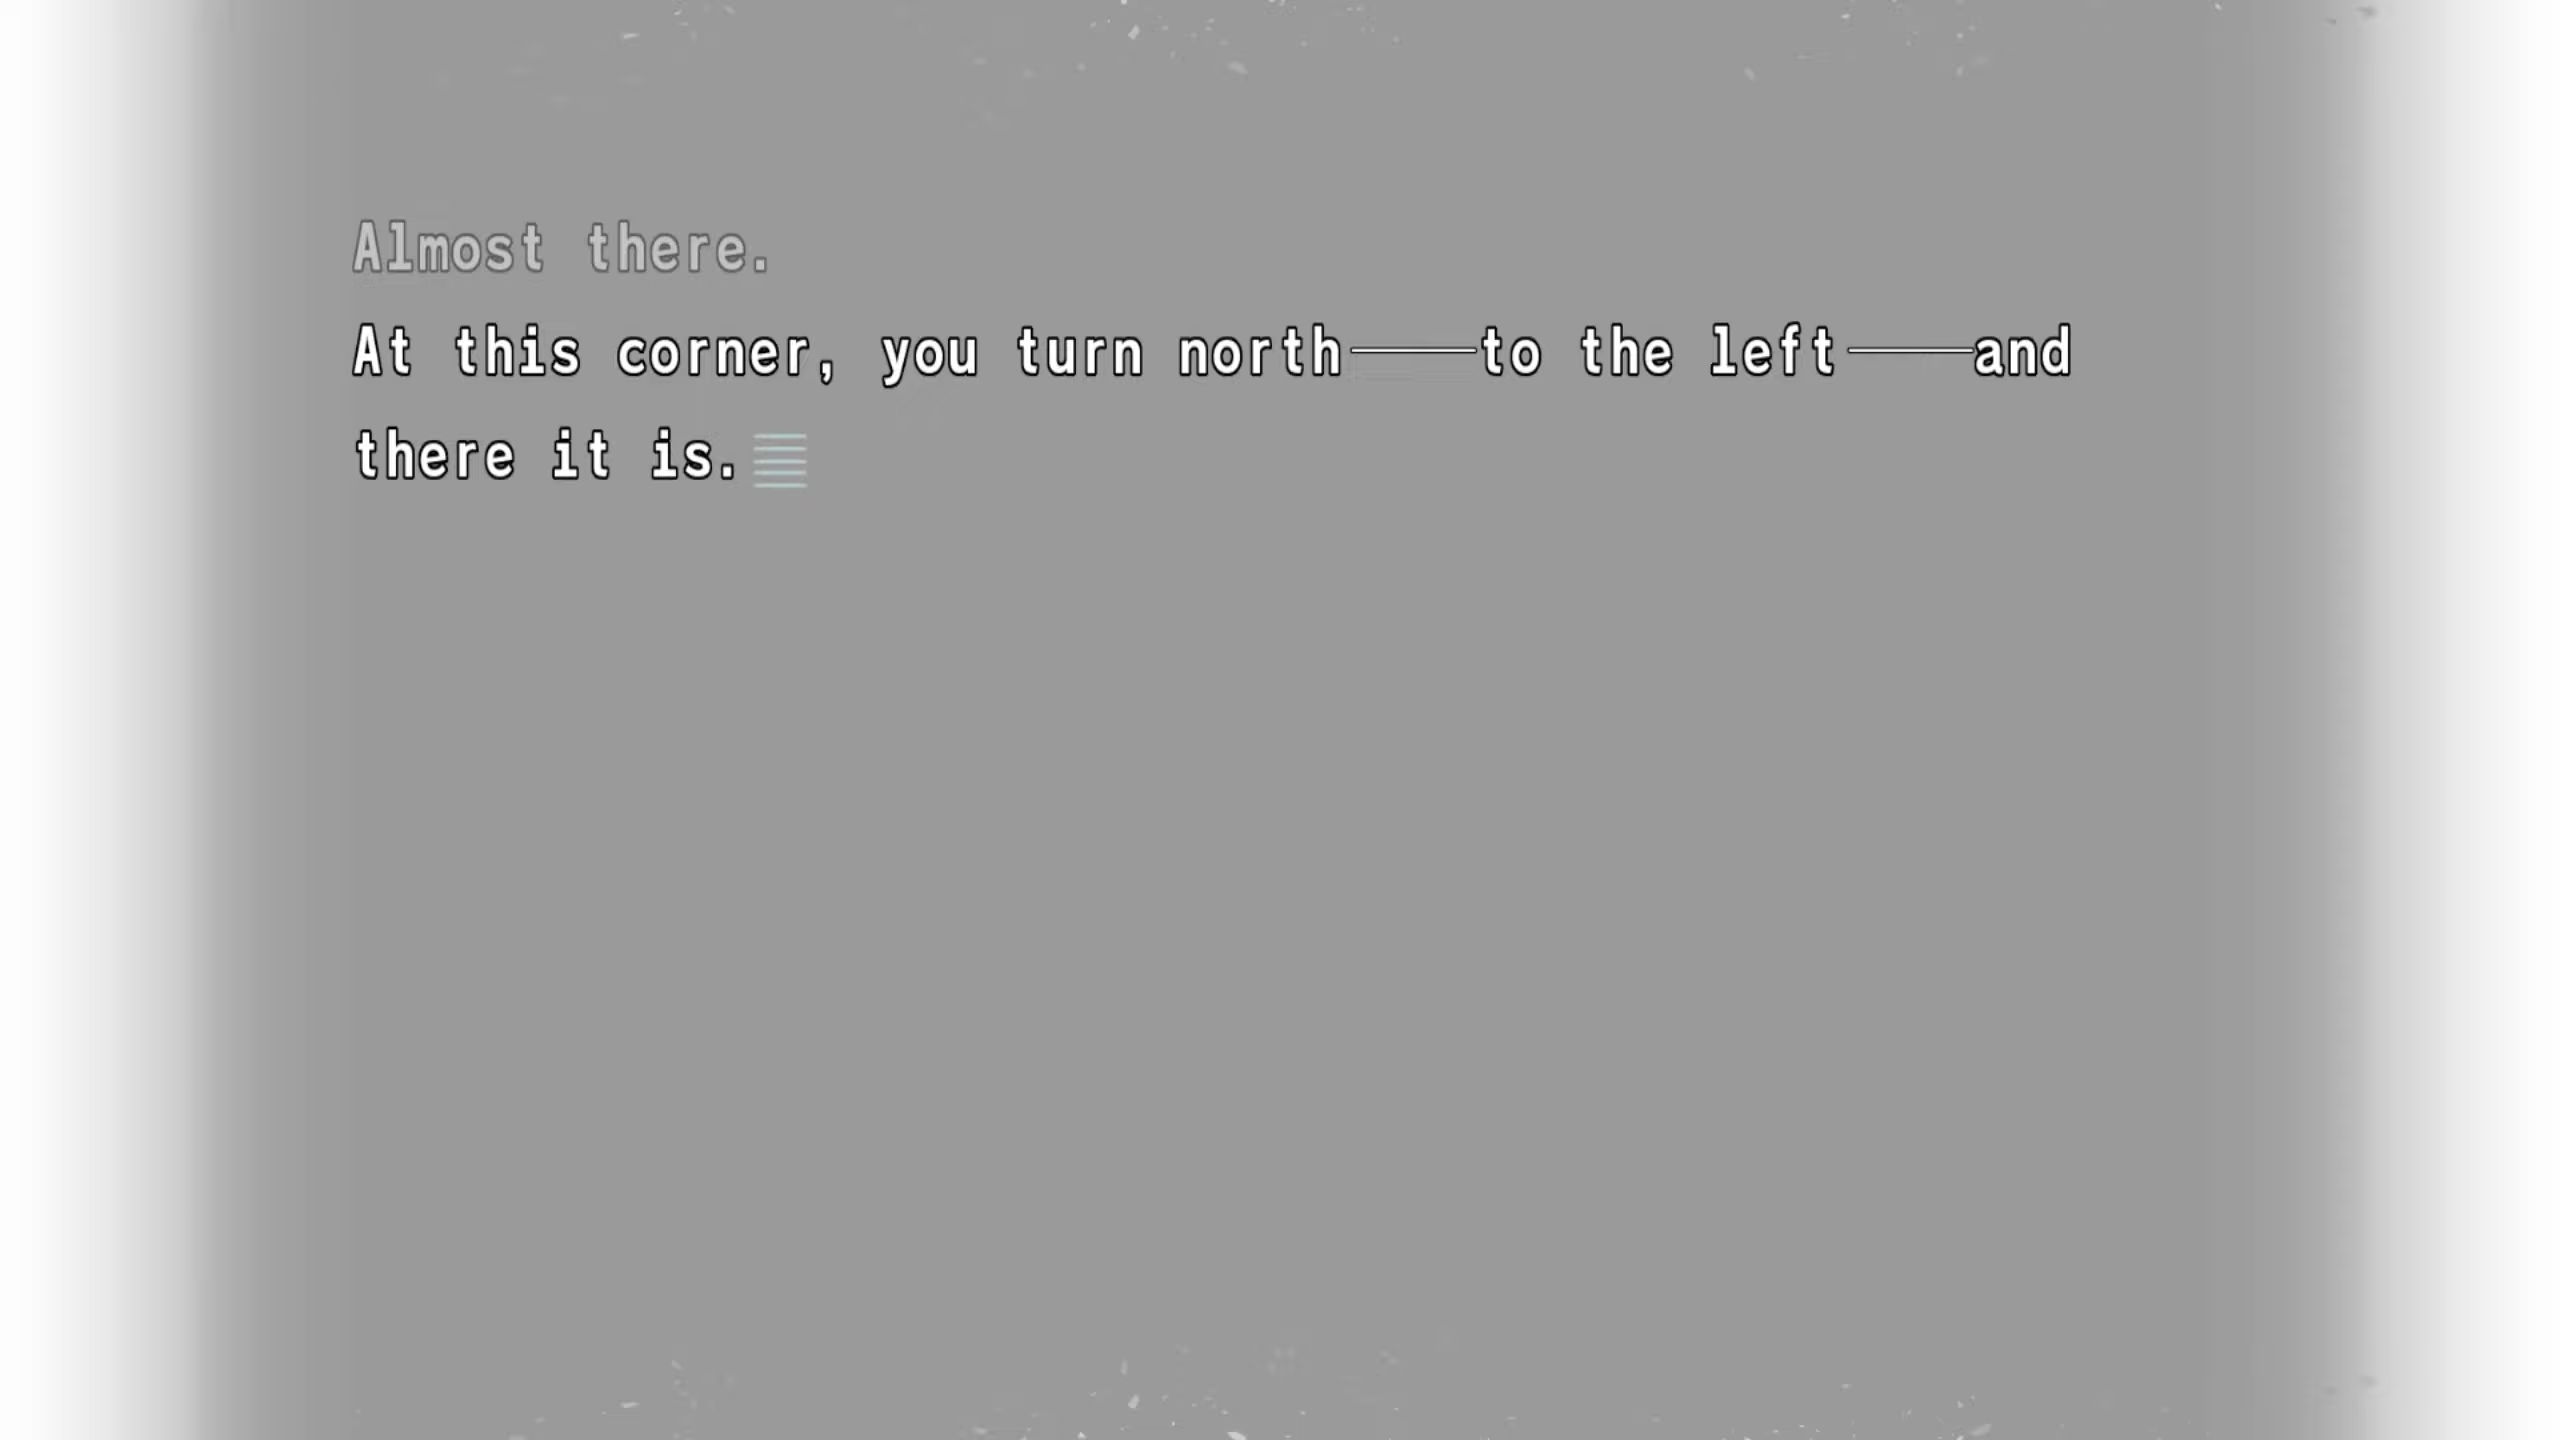 Almost there.
At this corner, you turn north――to the left――and
there it is.